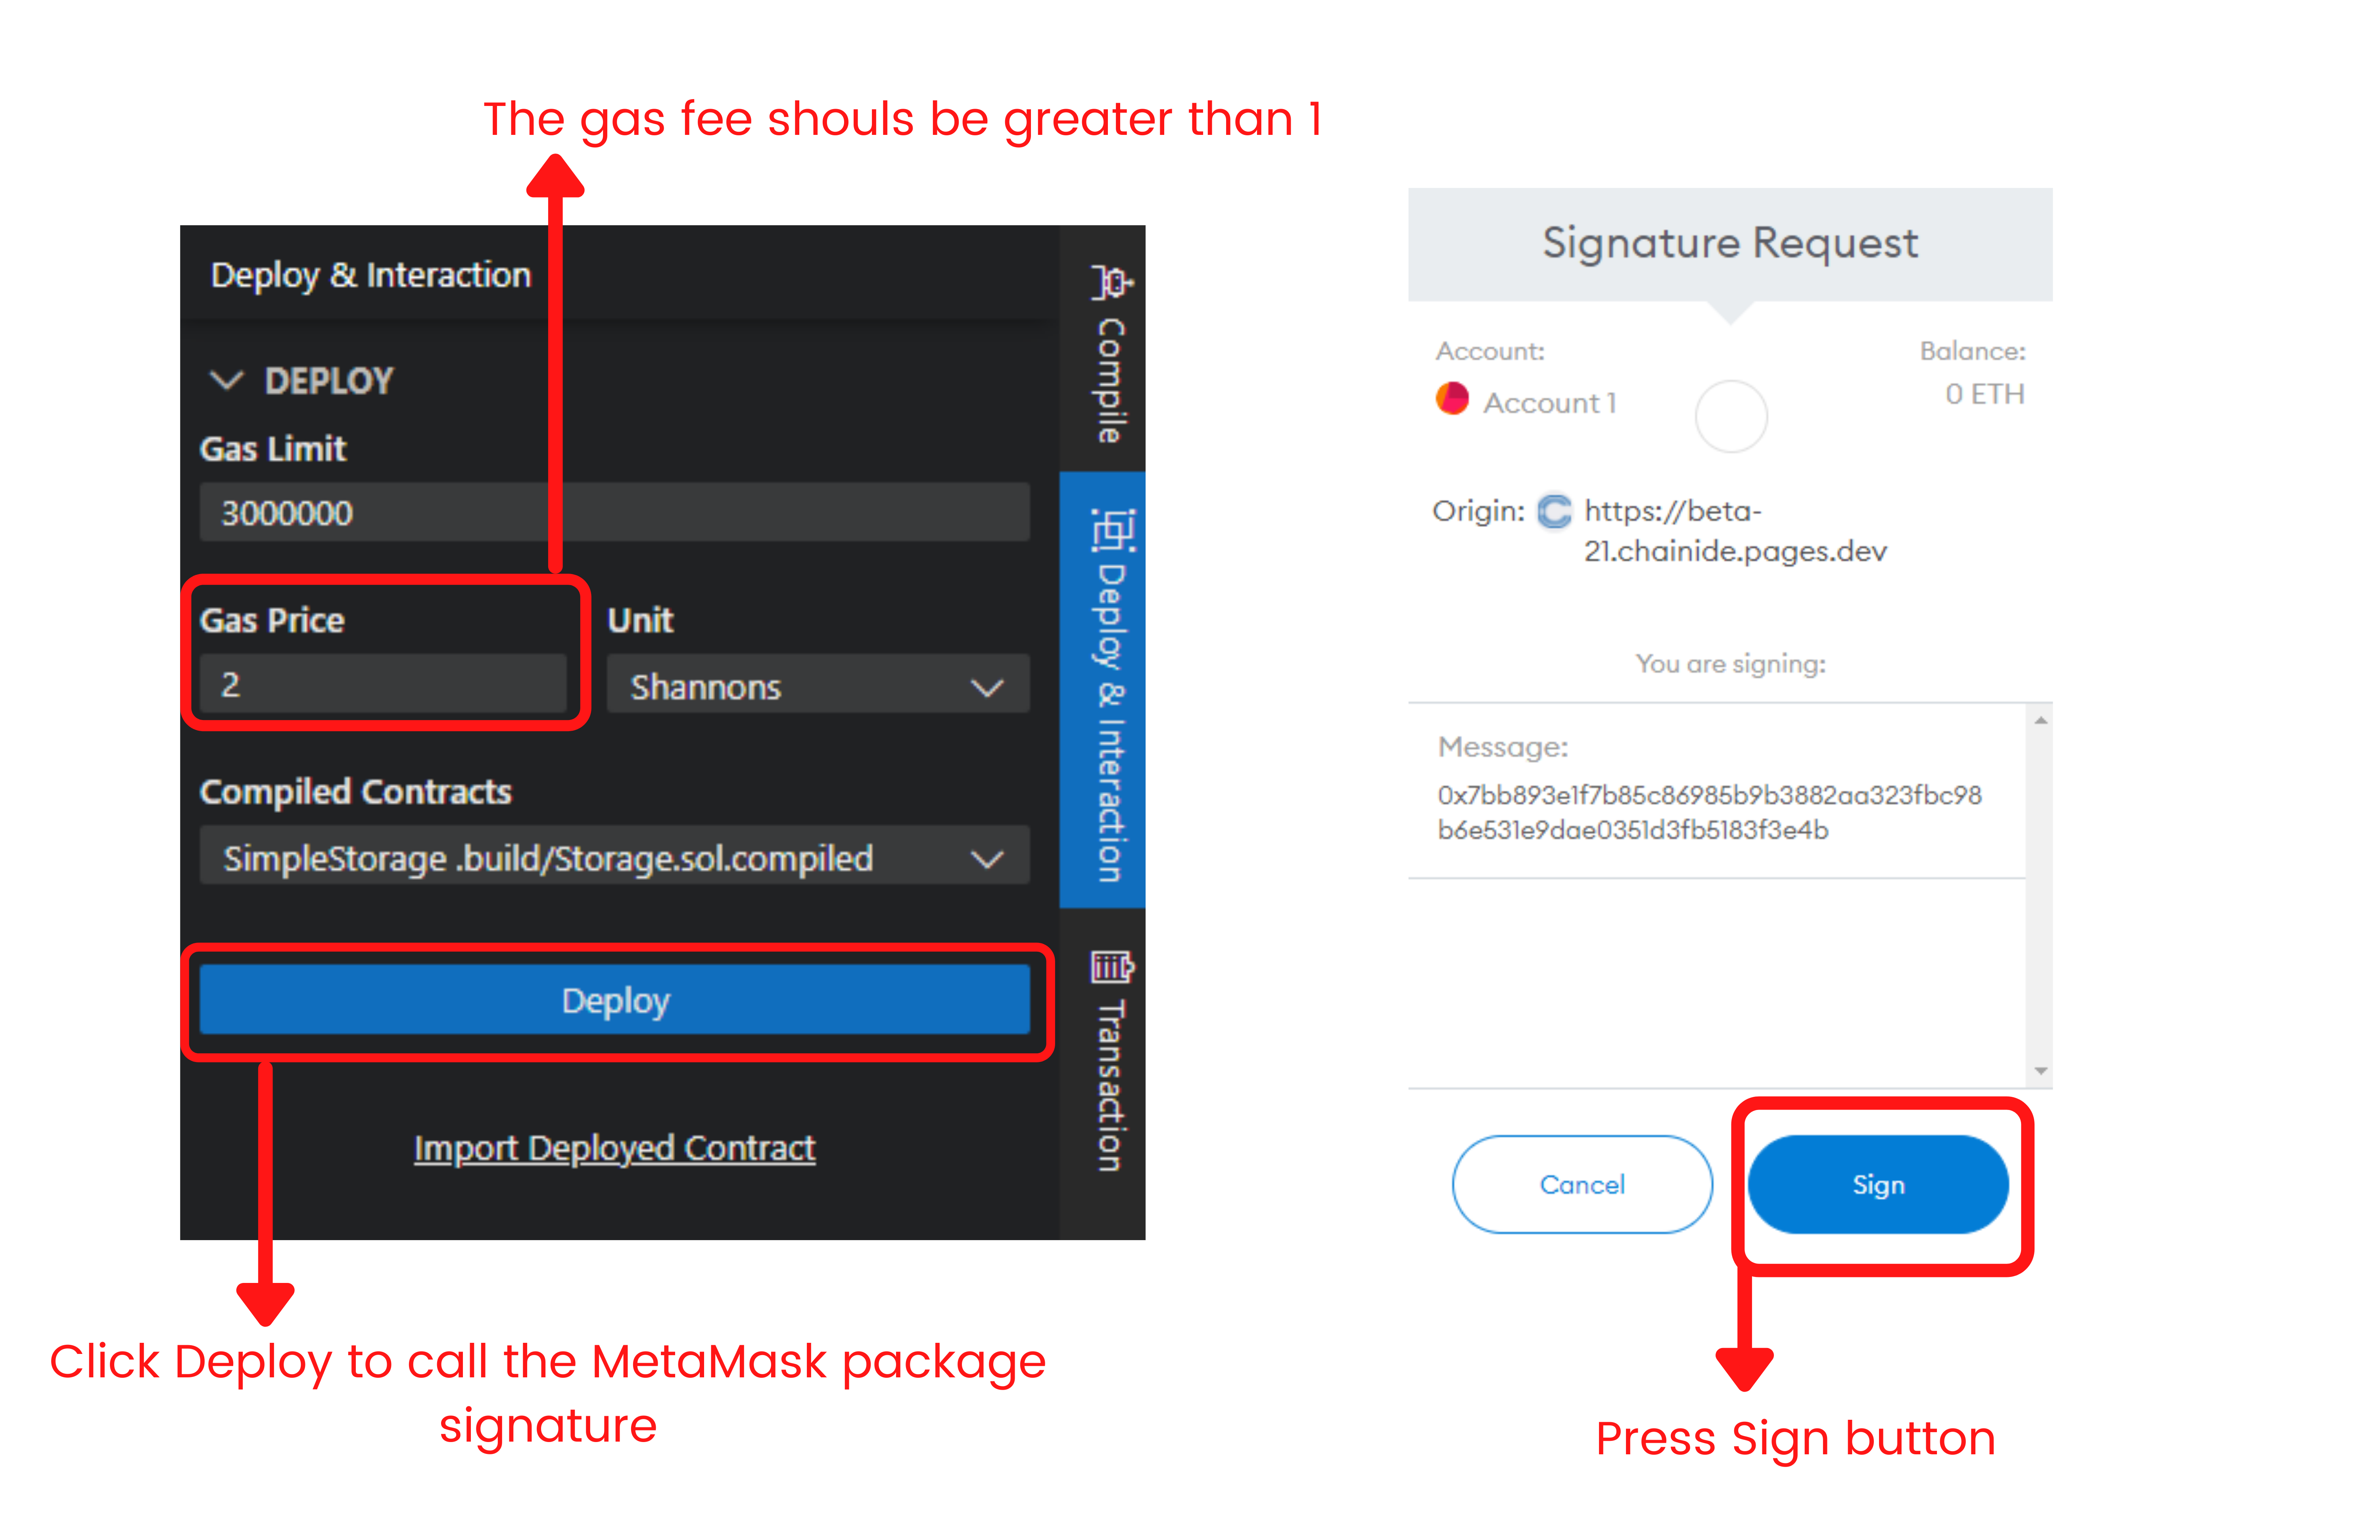 The gas fee shouls be greater than 1
Deploy & Interaction
DEPLOY
Gas Limit
3000000
Gas Price
Unit
2
Shannons
Compiled Contracts
SimpleStorage .build/Storage.sol.compiled
Deploy
Import Deployed Contract
Compile
Deploy & Interaction
Transaction
Click Deploy to call the MetaMask package
signature
Signature Request
Account:
Balance:
Account 1
0 ETH
Origin:
https://beta-
21.chainide.pages.dev
You are signing:
Message:
0x7bb893e1f7b85c86985b9b3882aa323fbc98
b6e531e9dae0351d3fb5183f3e4b
Cancel
Sign
Press Sign button